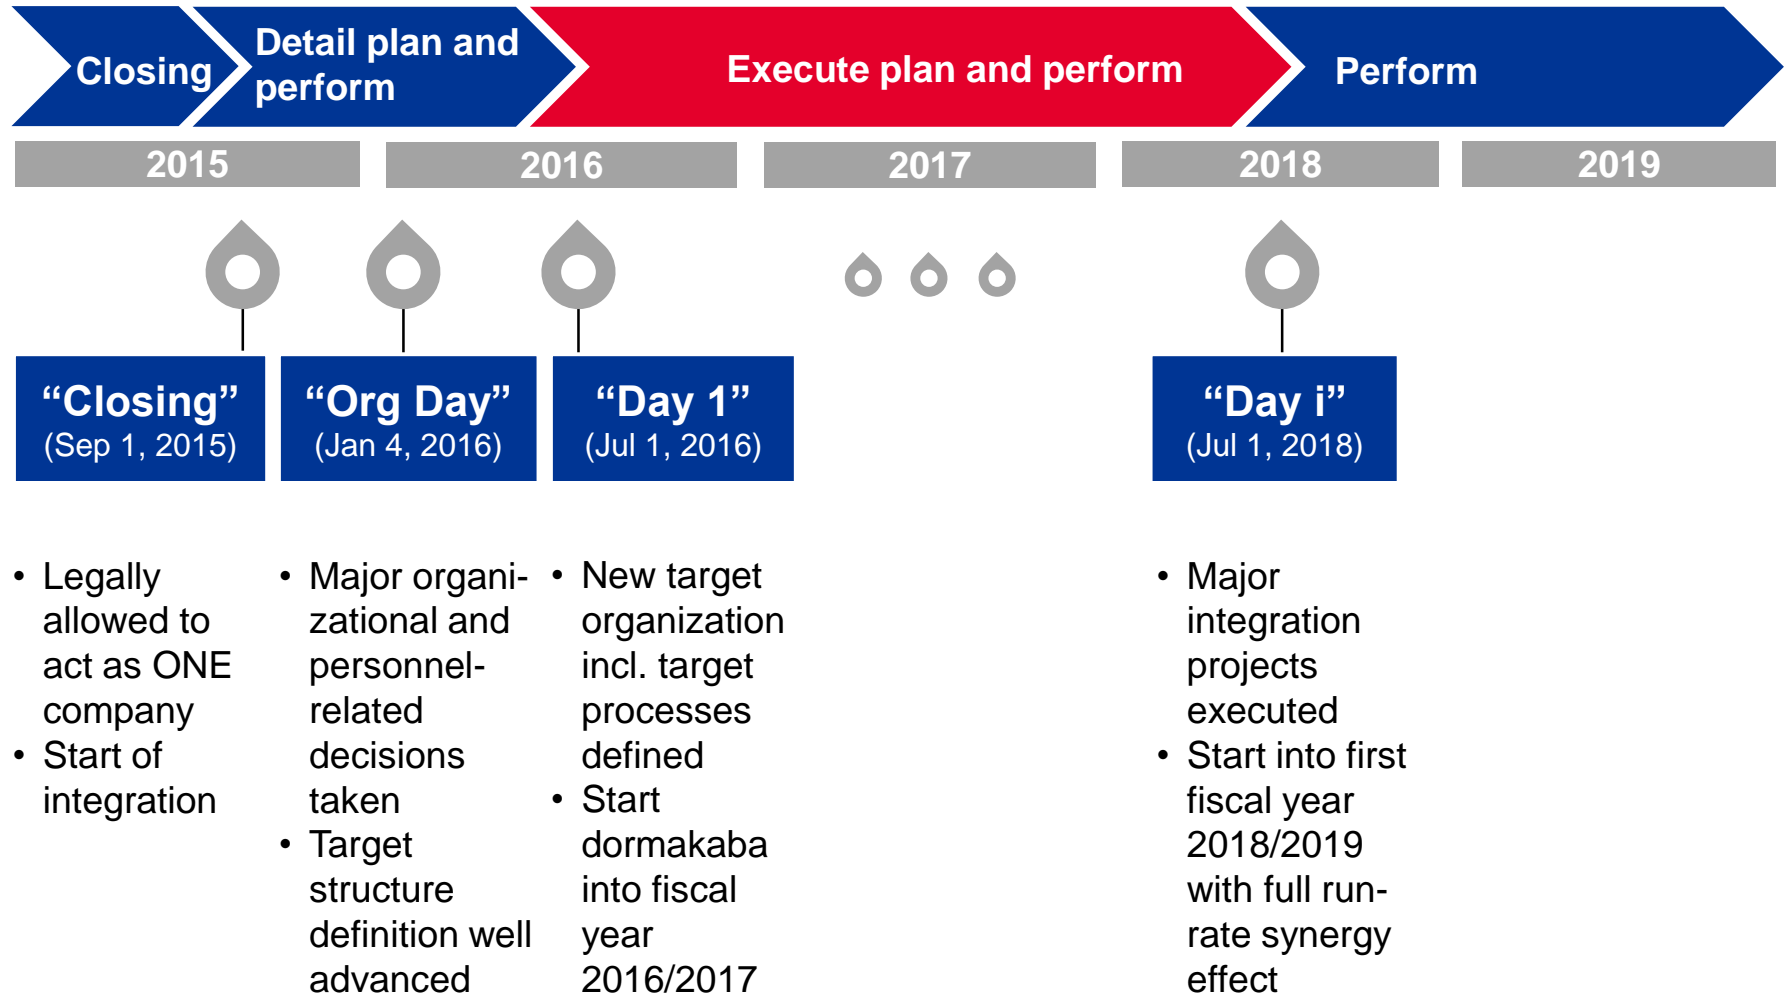 Closing
Detail plan and
perform
Execute plan and perform
Perform
2015
2016
2017
2018
2019
“Closing”
(Sep 1, 2015)
“Org Day”
(Jan 4, 2016)
“Day 1”
(Jul 1, 2016)
“Day i”
(Jul 1, 2018)
• Legally
allowed to
act as ONE
company
• Start of
integration
• Major organi-
zational and
personnel-
related
decisions
taken
• Target
structure
definition well
advanced
• New target
organization
incl. target
processes
defined
• Start
dormakaba
into fiscal
year
2016/2017
• Major
integration
projects
executed
• Start into first
fiscal year
2018/2019
with full run-
rate synergy
effect